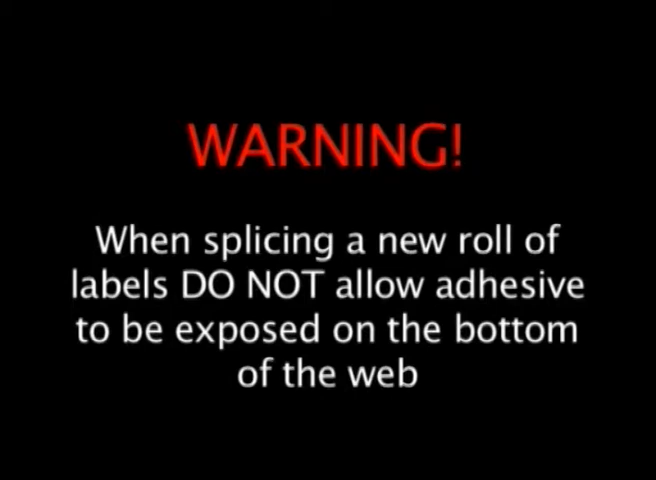 WARNING!
When splicing a new roll of
labels DO NOT allow adhesive
to be exposed on the bottom
of the web